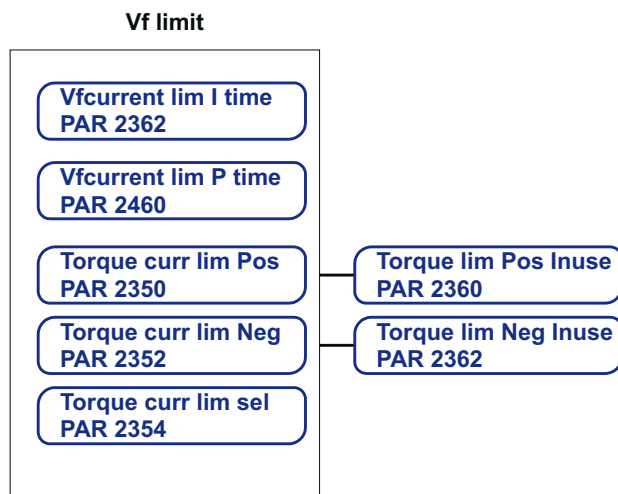 Vf limit
Vfcurrent lim I time
PAR 2362
Vfcurrent lim P time
PAR 2460
Torque curr lim Pos
PAR 2350
Torque lim Pos Inuse
PAR 2360
Torque curr lim Neg
PAR 2352
Torque lim Neg Inuse
PAR 2362
Torque curr lim sel
PAR 2354